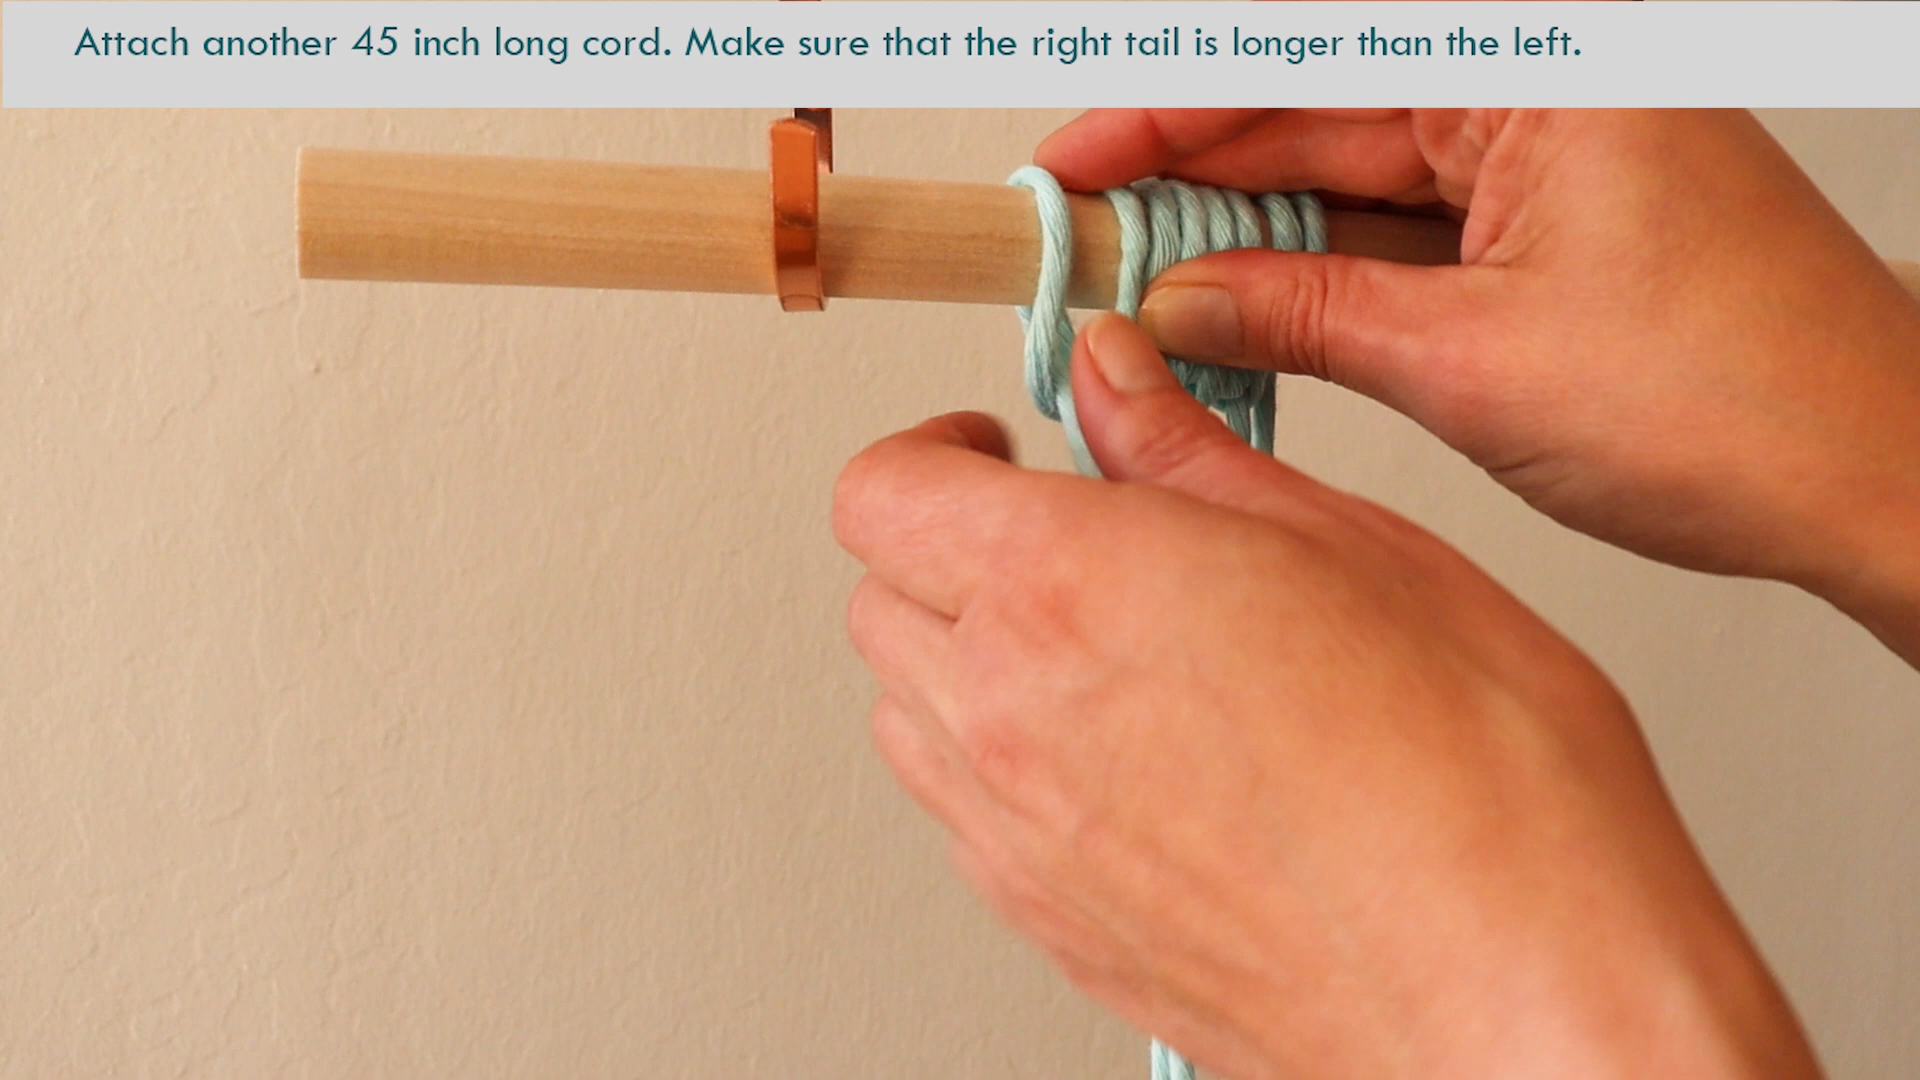 Attach another 45 inch long cord. Make sure that the right tail is longer than the left.